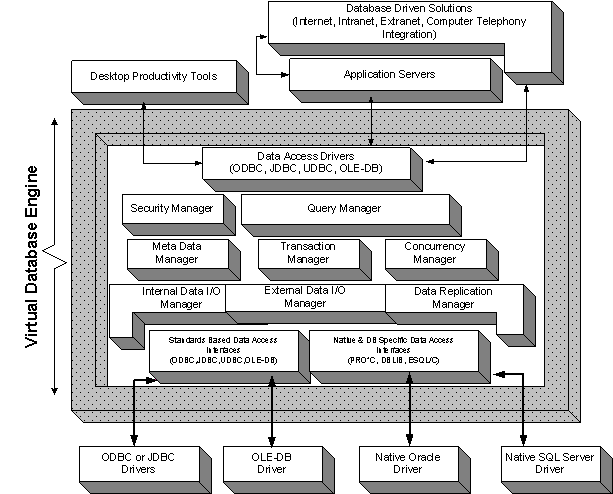 Database Driven Solutions
(Internet, Intranet, Extranet, Computer Telephony
Integration)
Desktop Productivity Tools
Application Servers
Virtual Database Engine
Data Access Drivers
(ODBC, JDBC, UDBC, OLE-DB)
Security Manager
Query Manager
Meta Data
Manager
Transaction
Manager
Concurrency
Manager
Internal Data I/O
Manager
External Data I/O
Manager
Data Replication
Manager
Standards Based Data Access
Interfaces
(ODBC,JDBC,UDBC,OLE-DB)
Native & DB Specific Data Access
Interfaces
(PRO*C, DBLIB, ESQL/C)
ODBC or JDBC
Drivers
OLE-DB
Driver
Native Oracle
Driver
Native SQL Server
Driver